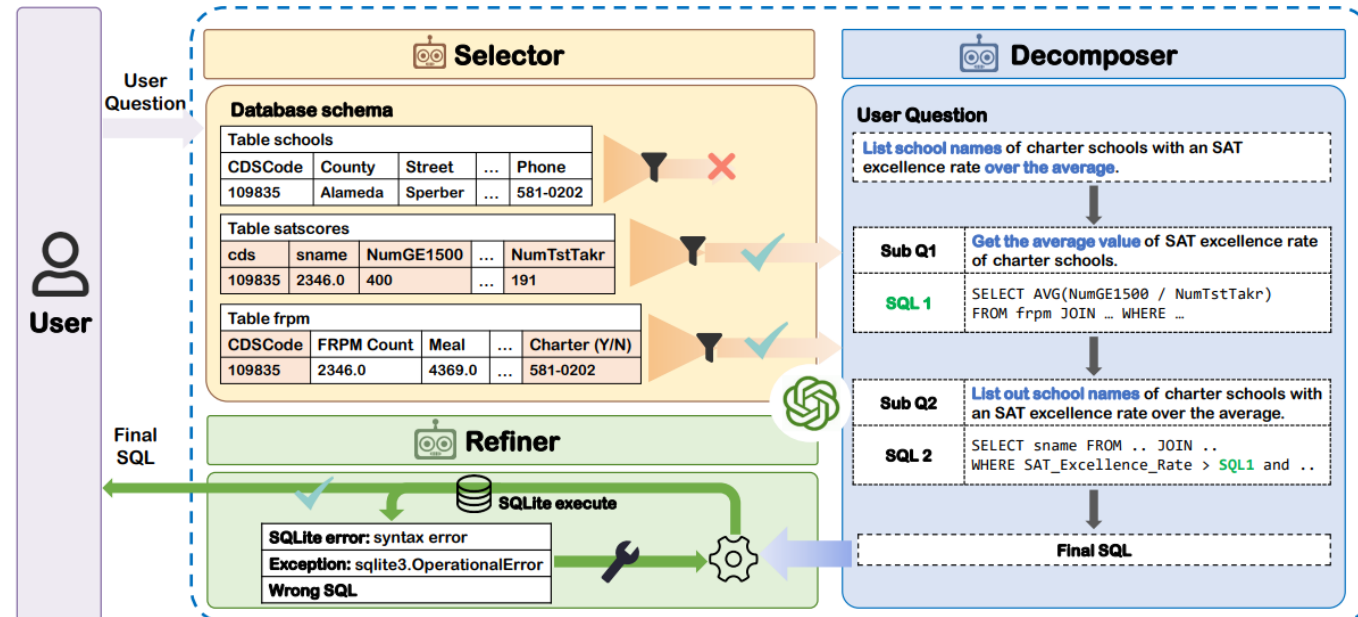 User
Question
User
Final
SQL
Selector
Database schema
Table schools
CDSCode County Street ... Phone
109835 Alameda Sperber ... 581-0202
Table satscores
cds sname NumGE1500 ... NumTstTakr
109835 2346.0 400 ... 191
Table frpm
CDSCode FRPM Count Meal ... Charter (Y/N)
109835 2346.0 4369.0 ... 581-0202
Refiner
SQLite execute
SQLite error: syntax error
Exception: sqlite3.OperationalError
Wrong SQL
Decomposer
User Question
List school names of charter schools with an SAT
excellence rate over the average.
Sub Q1
Get the average value of SAT excellence rate
of charter schools.
SQL 1
SELECT AVG(NumGE1500 / NumTstTakr)
FROM frpm JOIN … WHERE …
Sub Q2
List out school names of charter schools with
an SAT excellence rate over the average.
SQL 2
SELECT sname FROM .. JOIN ..
WHERE SAT_Excellence_Rate > SQL1 and ..
Final SQL